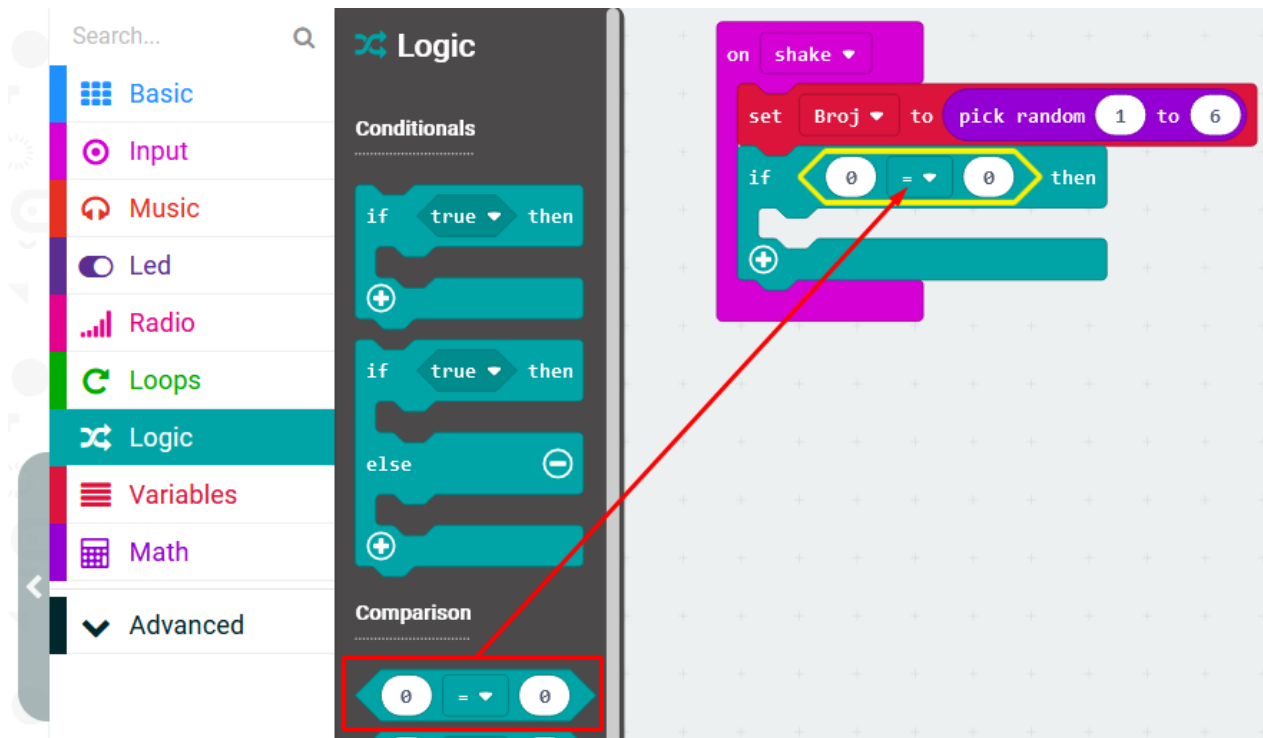 Search...
Basic
Input
Music
Led
Radio
Loops
Logic
Variables
Math
Advanced
Logic
Conditionals
if true then
if true then
else
Comparison
0 = 0
on shake
set Broj to pick random 1 to 6
if 0 = 0 then